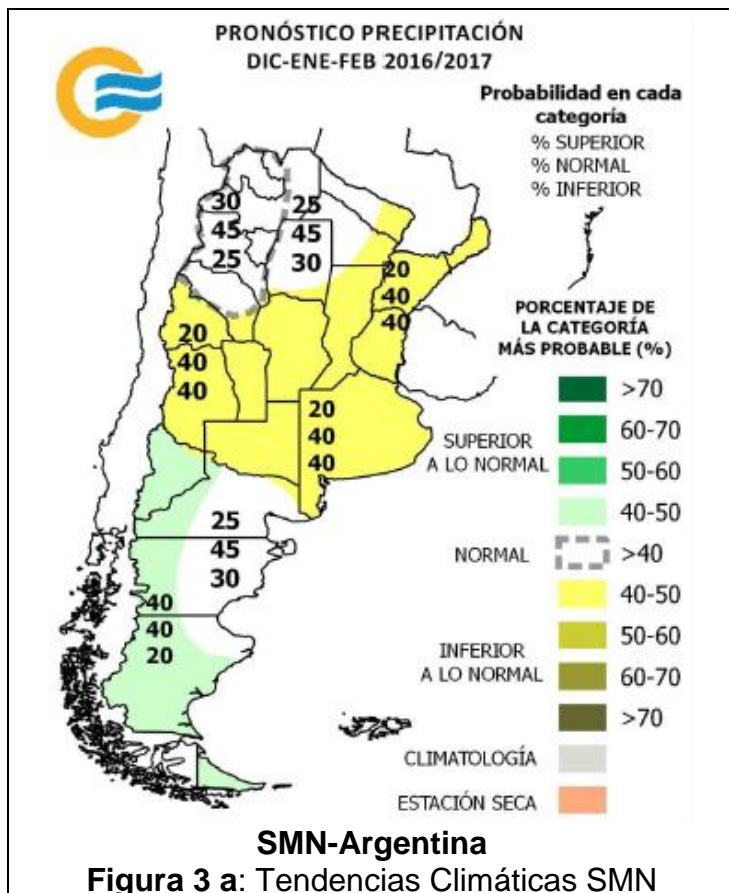 PRONÓSTICO PRECIPITACIÓN
DIC-ENE-FEB 2016/2017
Probabilidad en cada
categoría
% SUPERIOR
% NORMAL
% INFERIOR
30
45
25
25
45
30
20
40
40
20
40
40
20
40
40
25
45
30
40
40
20
PORCENTAJE DE
LA CATEGORÍA
MÁS PROBABLE (%)
SUPERIOR
A LO NORMAL
>70
60-70
50-60
40-50
NORMAL
>40
INFERIOR
A LO NORMAL
40-50
50-60
60-70
>70
CLIMATOLOGÍA
ESTACIÓN SECA
SMN-Argentina
Figura 3 a: Tendencias Climáticas SMN